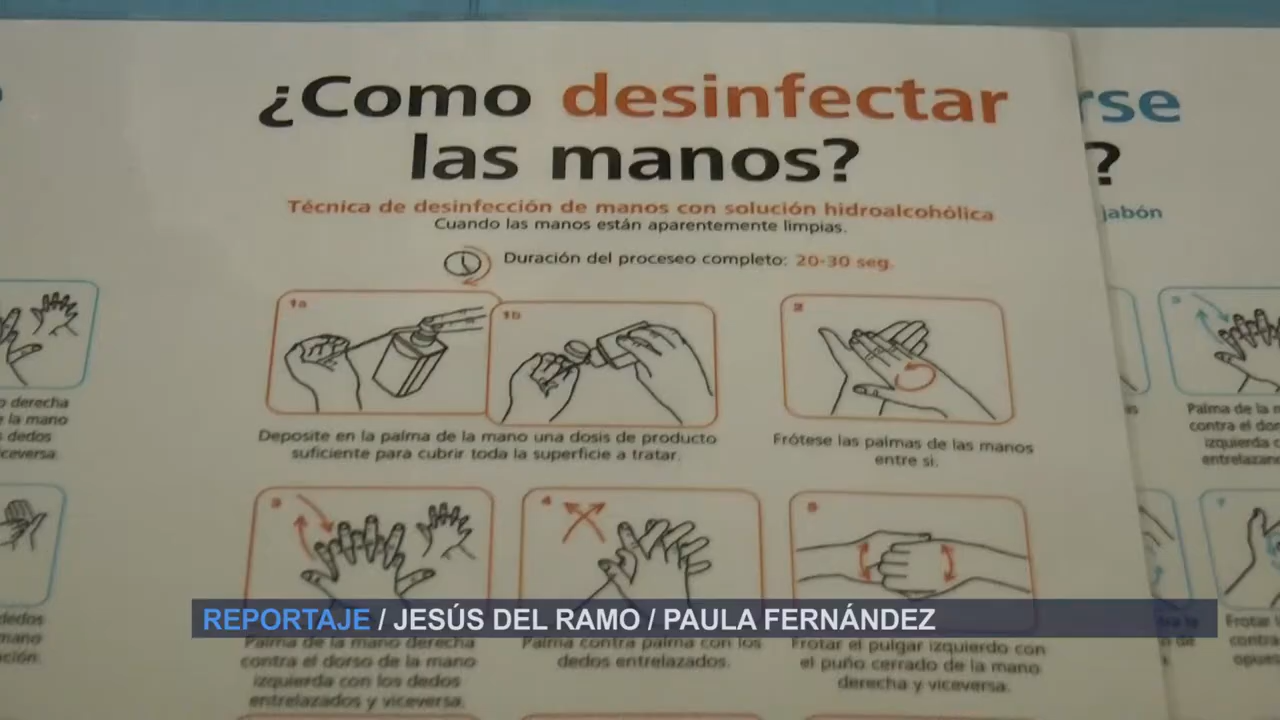 ¿Como desinfectar
las manos?
Técnica de desinfección de manos con solución hidroalcohólica
Cuando las manos están aparentemente limpias.
Duración del proceseo completo: 20-30 seg.
1a
1b
2
Deposite en la palma de la mano una dosis de producto
suficiente para cubrir toda la superficie a tratar.
Frótese las palmas de las manos
entre si.
3
4
Palma de la mano derecha
contra el dorso de la mano
izquierda con los dedos
entrelazados y viceversa.
Palma contra palma con los
dedos entrelazados.
Frotar el pulgar izquierdo con
el puño cerrado de la mano
derecha y viceversa.
REPORTAJE / JESÚS DEL RAMO / PAULA FERNÁNDEZ
rse
?
jabón
derecha
la mano
dedos
Palma de la
contra el
izquierda